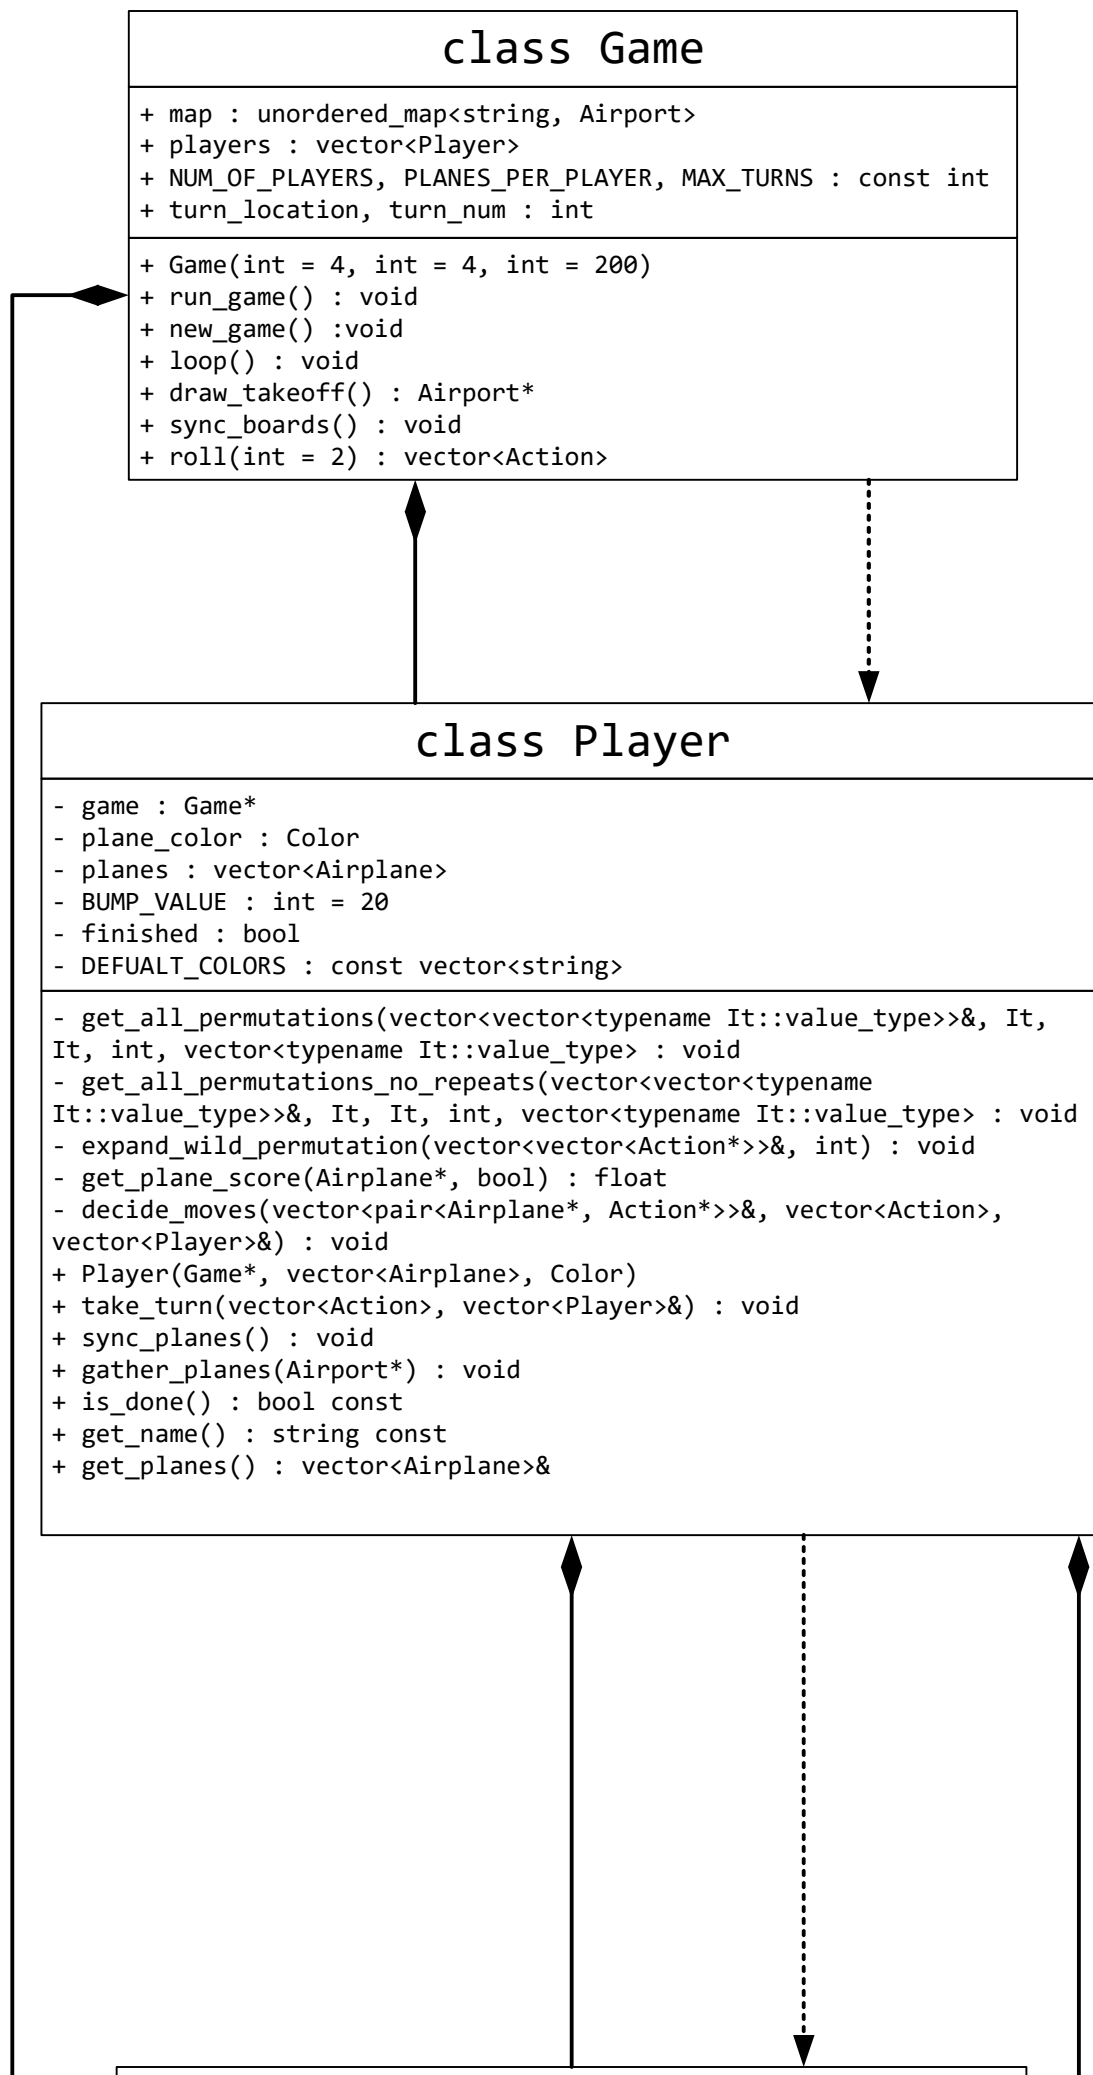 class Game
+ map : unordered_map<string, Airport>
+ players : vector<Player>
+ NUM_OF_PLAYERS, PLANES_PER_PLAYER, MAX_TURNS : const int
+ turn_location, turn_num : int
+ Game(int = 4, int = 4, int = 200)
+ run_game() : void
+ new_game() :void
+ loop() : void
+ draw_takeoff() : Airport*
+ sync_boards() : void
+ roll(int = 2) : vector<Action>
class Player
- game : Game*
- plane_color : Color
- planes : vector<Airplane>
- BUMP_VALUE : int = 20
- finished : bool
- DEFUALT_COLORS : const vector<string>
- get_all_permutations(vector<vector<typename It::value_type>>&, It,
It, int, vector<typename It::value_type> : void
- get_all_permutations_no_repeats(vector<vector<typename
It::value_type>>&, It, It, int, vector<typename It::value_type> : void
- expand_wild_permutation(vector<vector<Action*>>&, int) : void
- get_plane_score(Airplane*, bool) : float
- decide_moves(vector<pair<Airplane*, Action*>>&, vector<Action>,
vector<Player>&) : void
+ Player(Game*, vector<Airplane>, Color)
+ take_turn(vector<Action>, vector<Player>&) : void
+ sync_planes() : void
+ gather_planes(Airport*) : void
+ is_done() : bool const
+ get_name() : string const
+ get_planes() : vector<Airplane>&